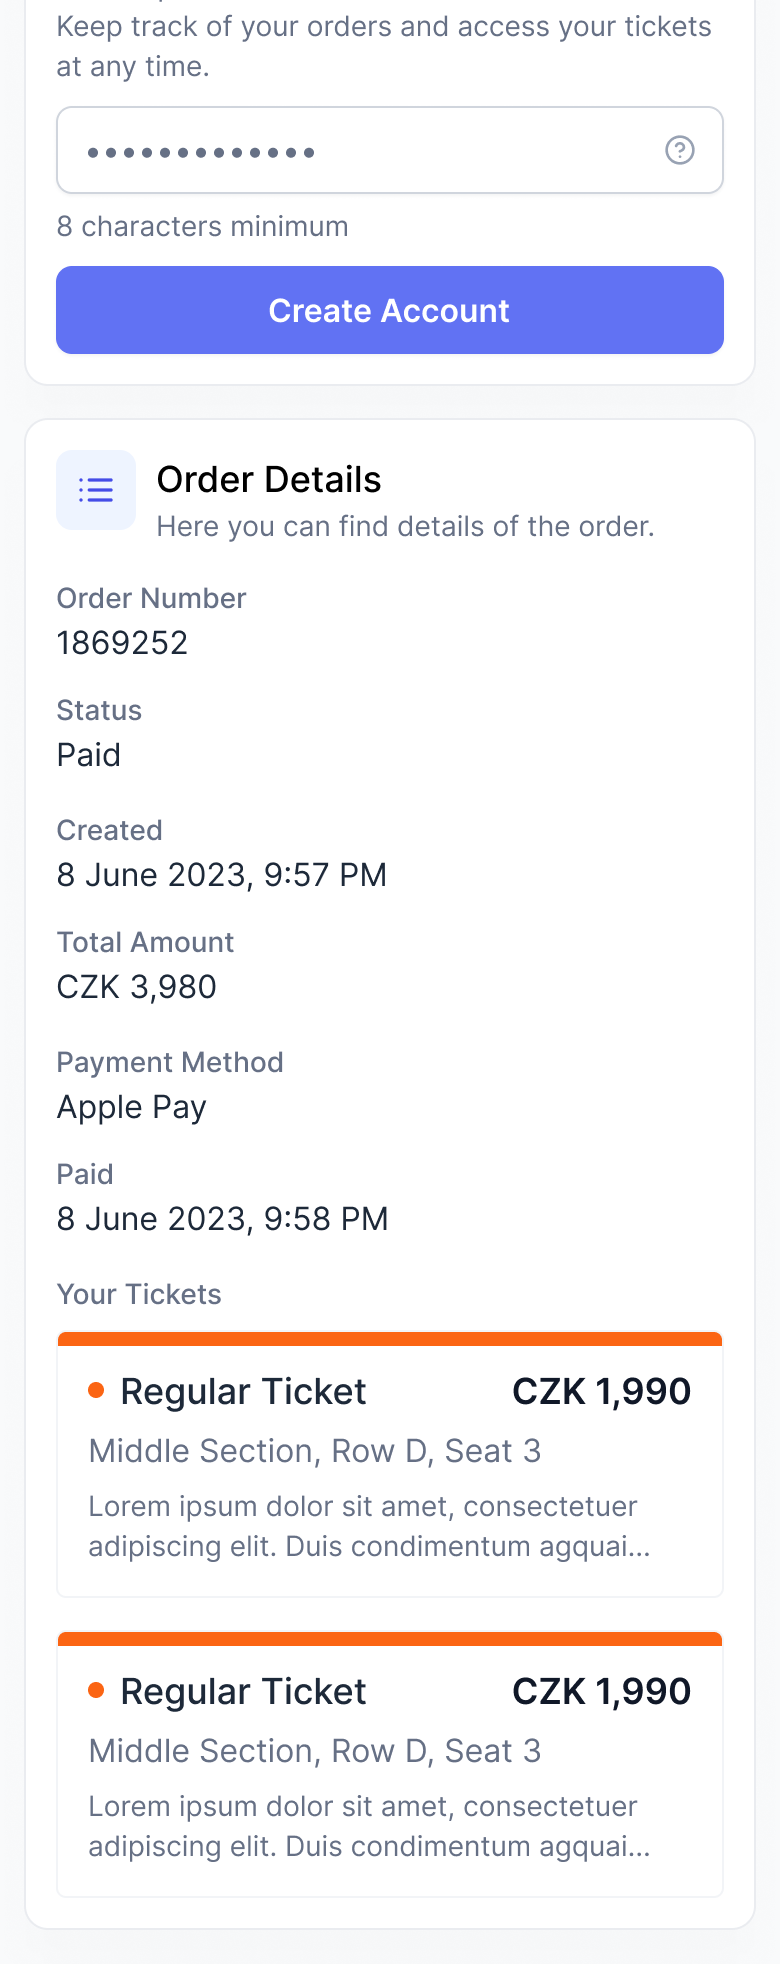 Keep track of your orders and access your tickets
at any time.
•••••••••••••
8 characters minimum
Create Account
Order Details
Here you can find details of the order.
Order Number
1869252
Status
Paid
Created
8 June 2023, 9:57 PM
Total Amount
CZK 3,980
Payment Method
Apple Pay
Paid
8 June 2023, 9:58 PM
Your Tickets
Regular Ticket CZK 1,990
Middle Section, Row D, Seat 3
Lorem ipsum dolor sit amet, consectetuer
adipiscing elit. Duis condimentum agquai...
Regular Ticket CZK 1,990
Middle Section, Row D, Seat 3
Lorem ipsum dolor sit amet, consectetuer
adipiscing elit. Duis condimentum agquai...